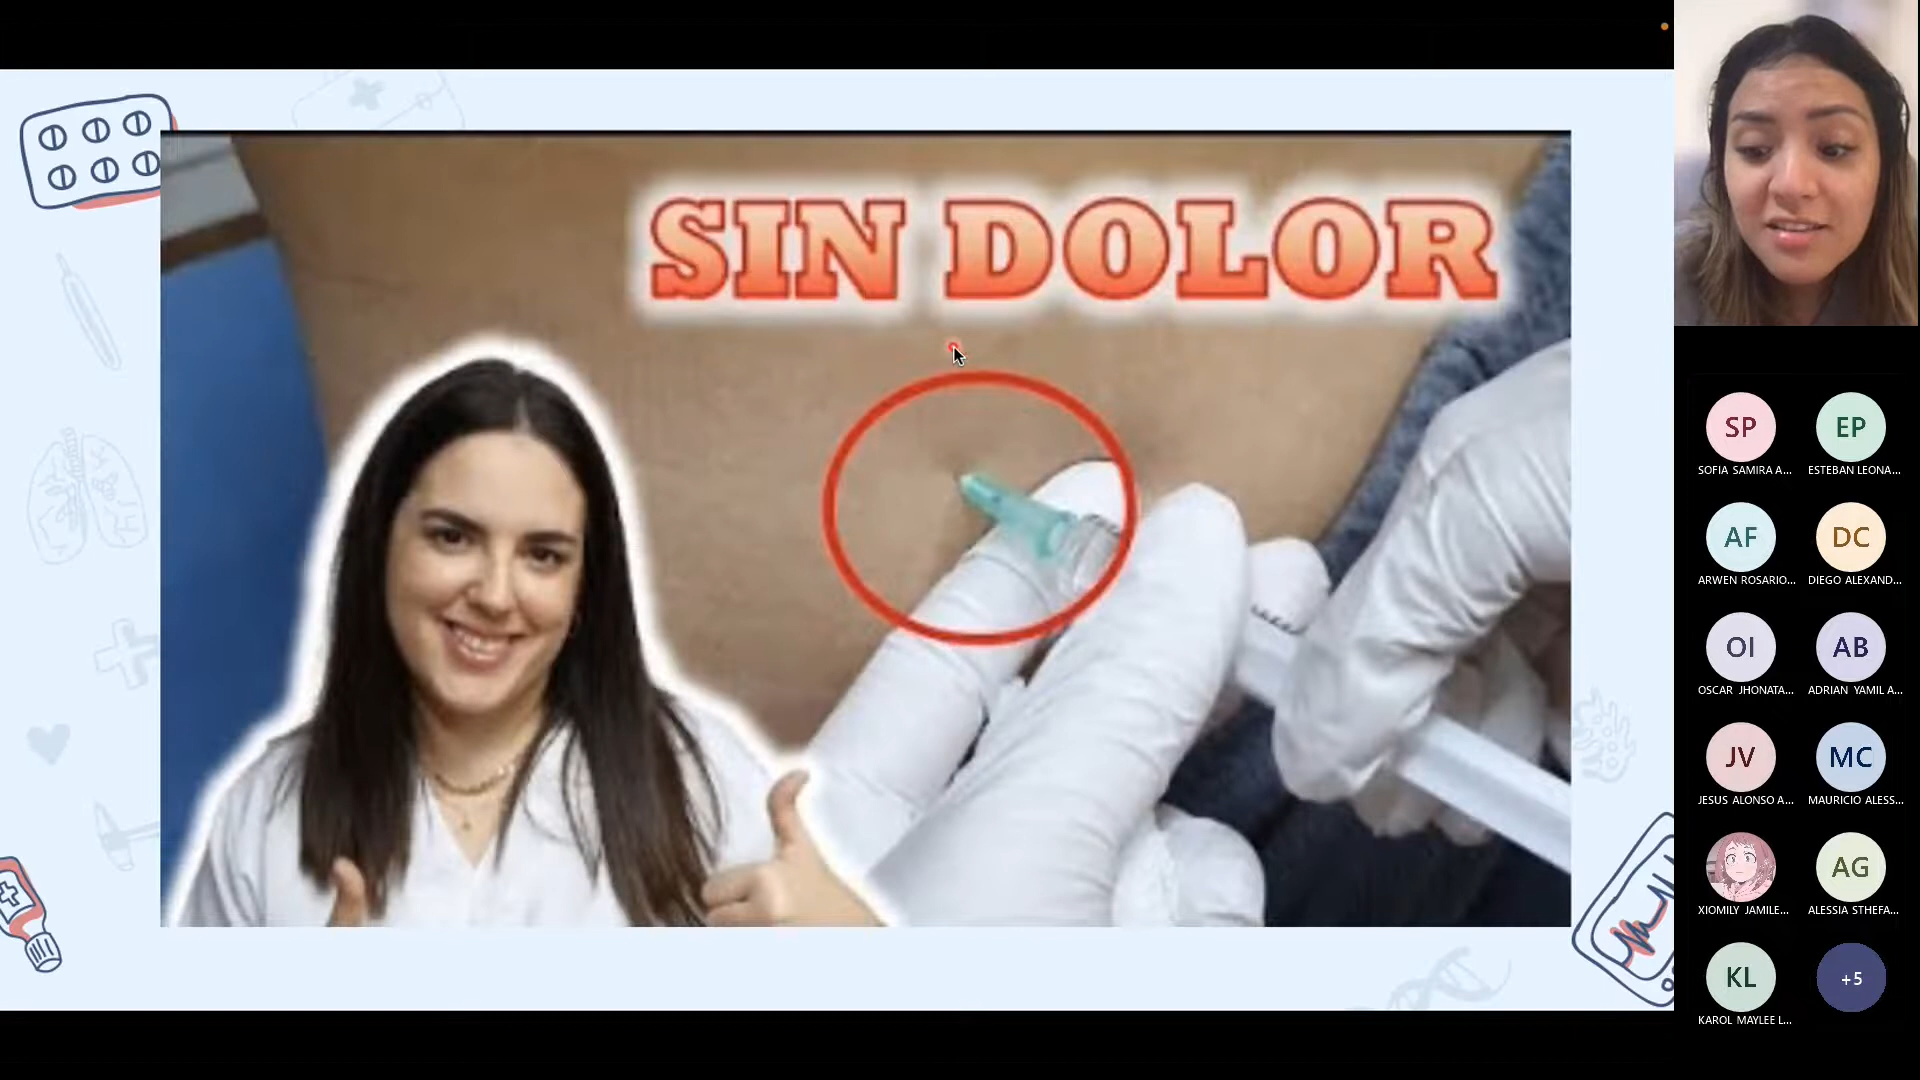 SIN DOLOR
SP
EP
SOFIA SAMIRA A...
ESTEBAN LEONA...
AF
DC
ARWEN ROSARIO...
DIEGO ALEXAND...
OI
AB
OSCAR JHONATA...
ADRIAN YAMIL A...
JV
MC
JESUS ALONSO A...
MAURICIO ALESS...
AG
XIOMILY JAMILE...
ALESSIA STHEFA...
KL
+5
KAROL MAYLEE L...